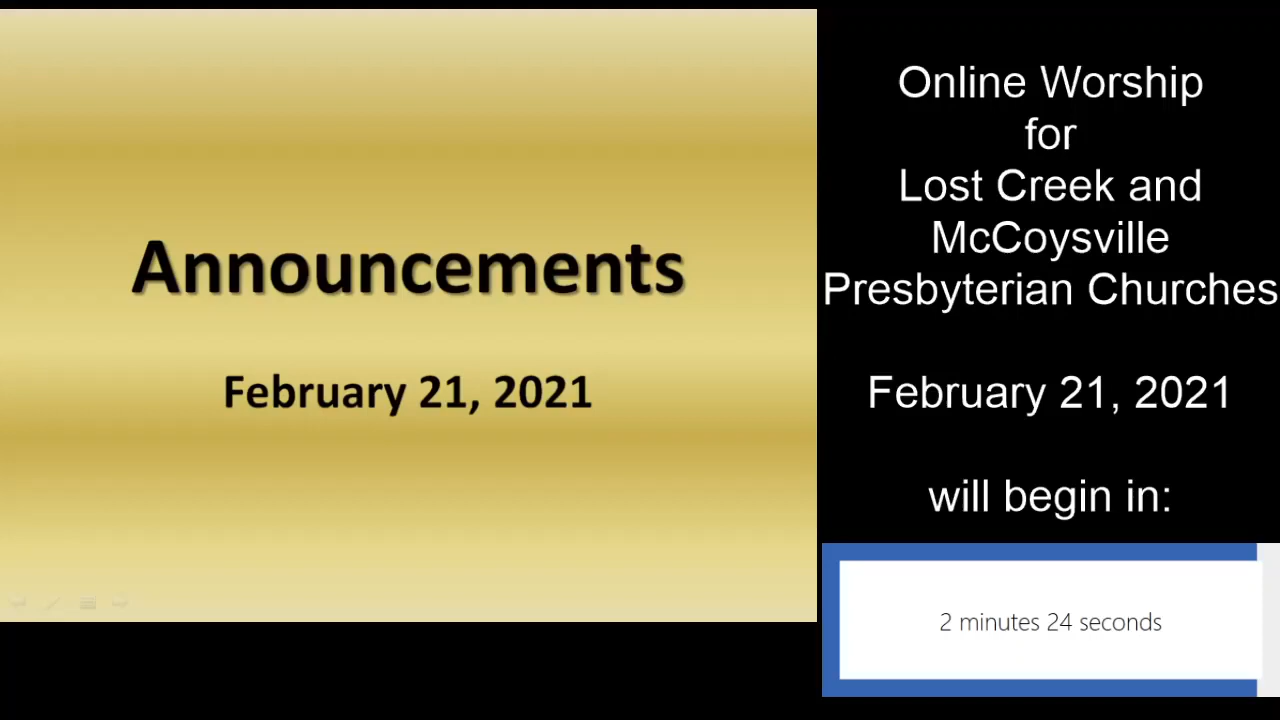 Announcements
February 21, 2021
Online Worship
for
Lost Creek and
McCoysville
Presbyterian Churches
February 21, 2021
will begin in:
2 minutes 24 seconds